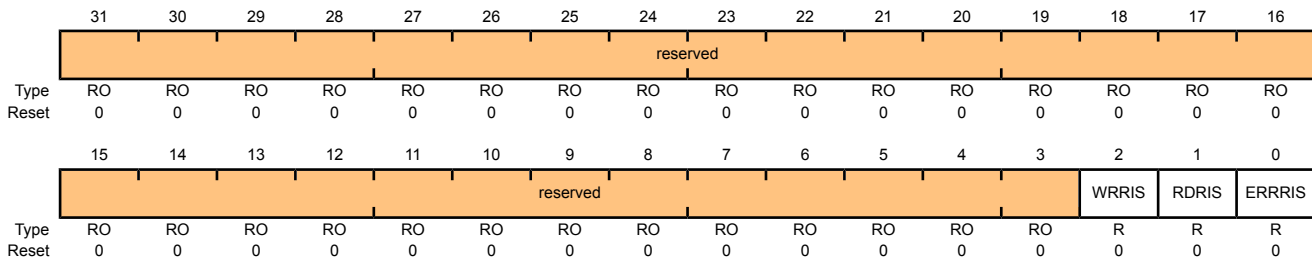 31 30 29 28 27 26 25 24 23 22 21 20 19 18 17 16
reserved
Type RO RO RO RO RO RO RO RO RO RO RO RO RO RO RO RO
Reset 0 0 0 0 0 0 0 0 0 0 0 0 0 0 0 0
15 14 13 12 11 10 9 8 7 6 5 4 3 2 1 0
reserved WRRIS RDRIS ERRRIS
Type RO RO RO RO RO RO RO RO RO RO RO RO RO R R R
Reset 0 0 0 0 0 0 0 0 0 0 0 0 0 0 0 0